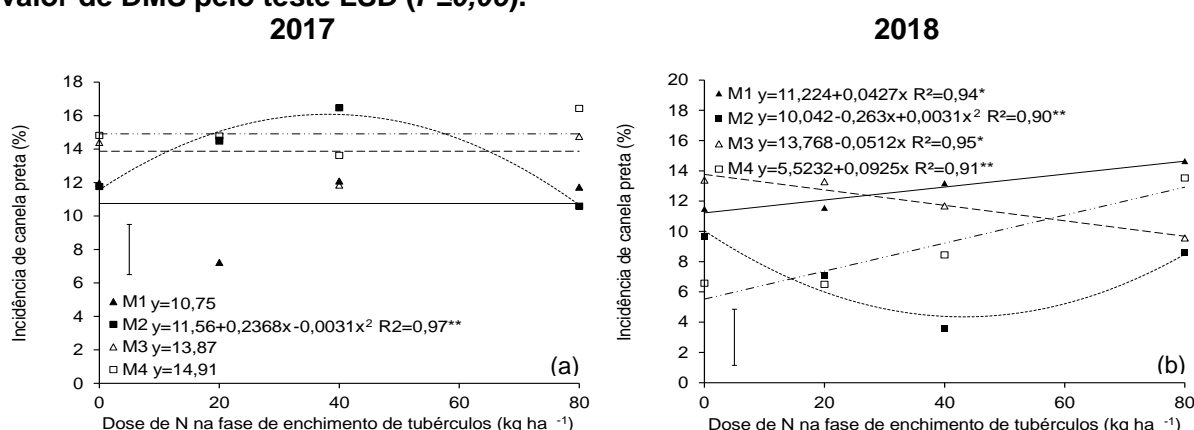 valor de DMS pelo teste LSD (P≤0,06).
2017
18
16
14
12
10
8
6
4
2
0
Incidência de canela preta (%)
M1 y=10,75
M2 y=11,56+0,2368x-0,0031x² R2=0,97**
M3 y=13,87
M4 y=14,91
(a)
0 20 40 60 80
Dose de N na fase de enchimento de tubérculos (kg ha ⁻¹)
2018
20
18
16
14
12
10
8
6
4
2
0
Incidência de canela preta (%)
M1 y=11,224+0,0427x R²=0,94*
M2 y=10,042-0,263x+0,0031x² R²=0,90**
M3 y=13,768-0,0512x R²=0,95*
M4 y=5,5232+0,0925x R²=0,91**
(b)
0 20 40 60 80
Dose de N na fase de enchimento de tubérculos (kg ha ⁻¹)